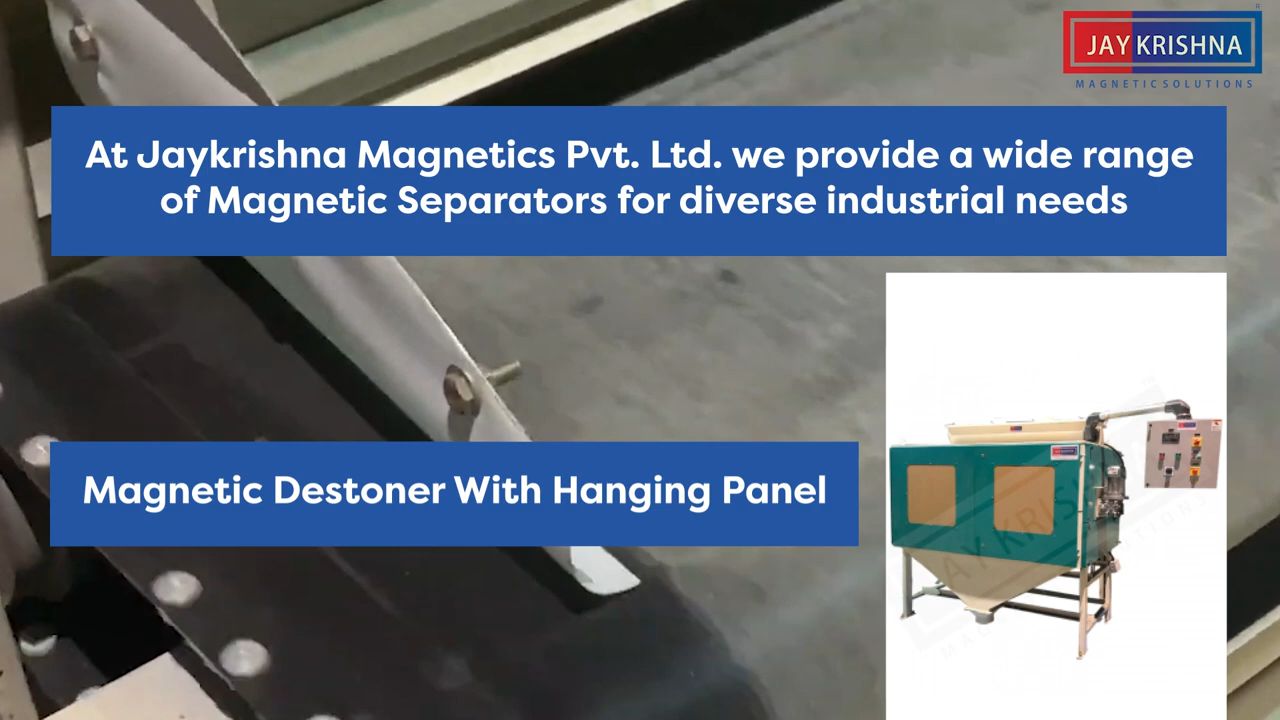 JAY KRISHNA
MAGNETIC SOLUTIONS
At Jaykrishna Magnetics Pvt. Ltd. we provide a wide range
of Magnetic Separators for diverse industrial needs
Magnetic Destoner With Hanging Panel